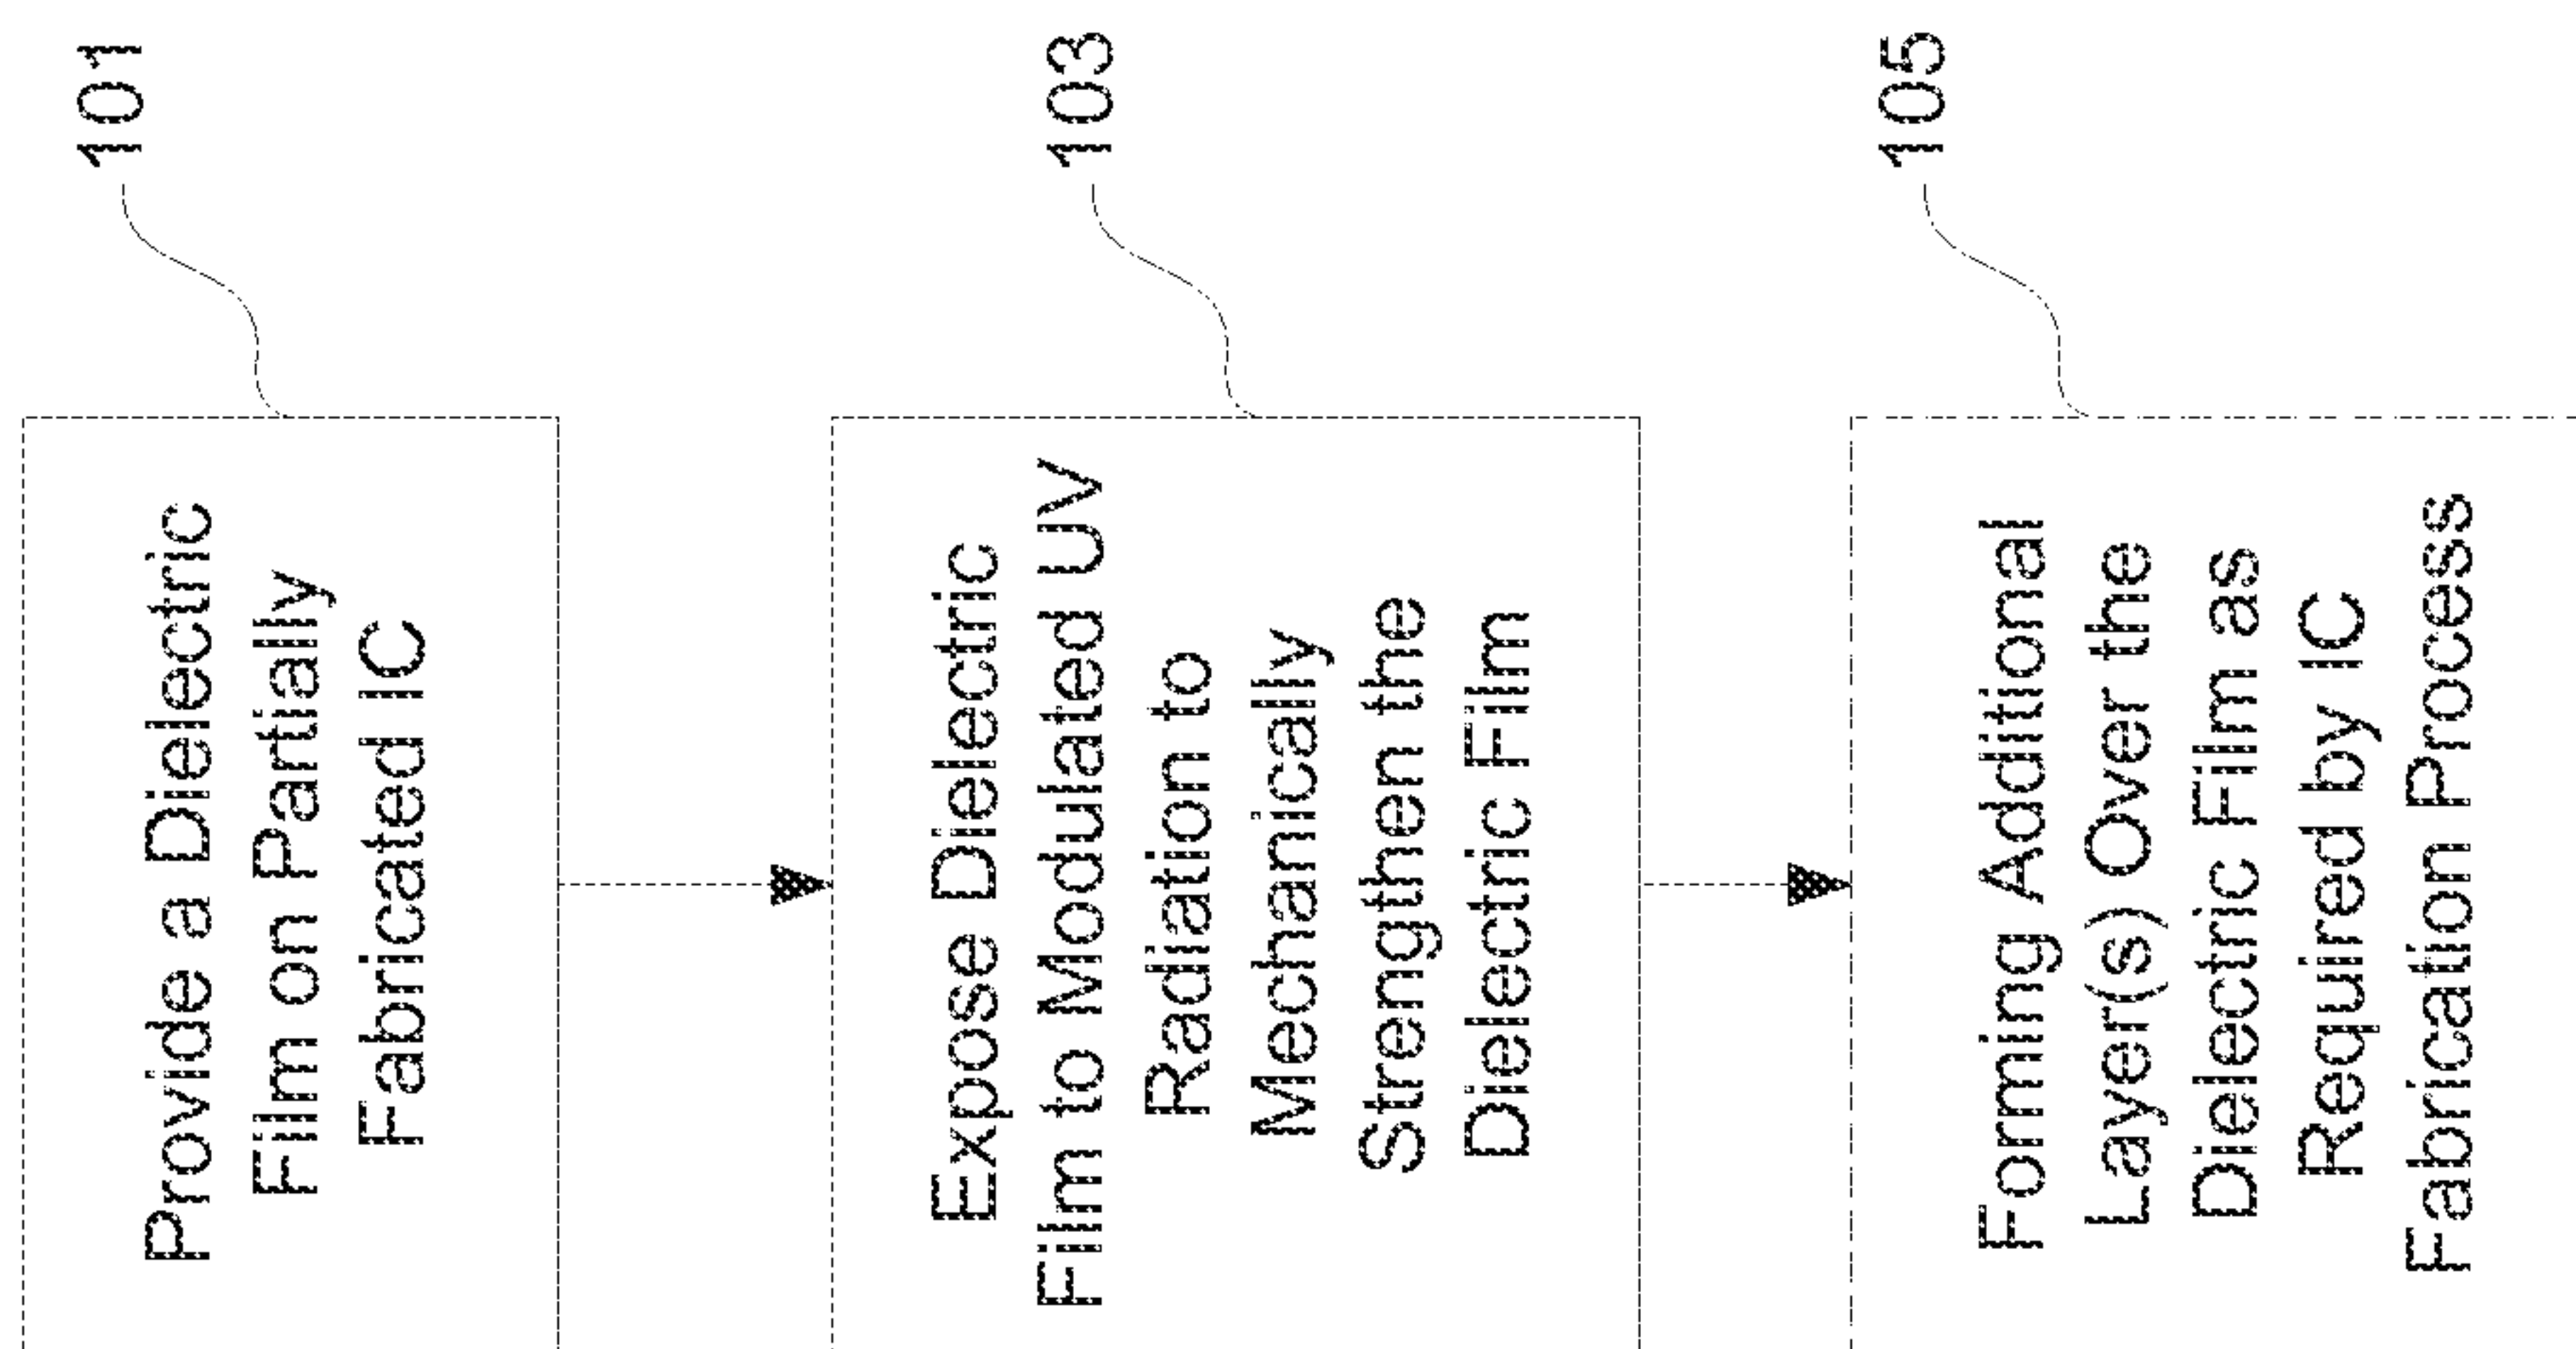 101
Provide a Dielectric
Film on Partially
Fabricated IC
103
Expose Dielectric
Film to Modulated UV
Radiation to
Mechanically
Strengthen the
Dielectric Film
105
Forming Additional
Layer(s) Over the
Dielectric Film as
Required by IC
Fabrication Process